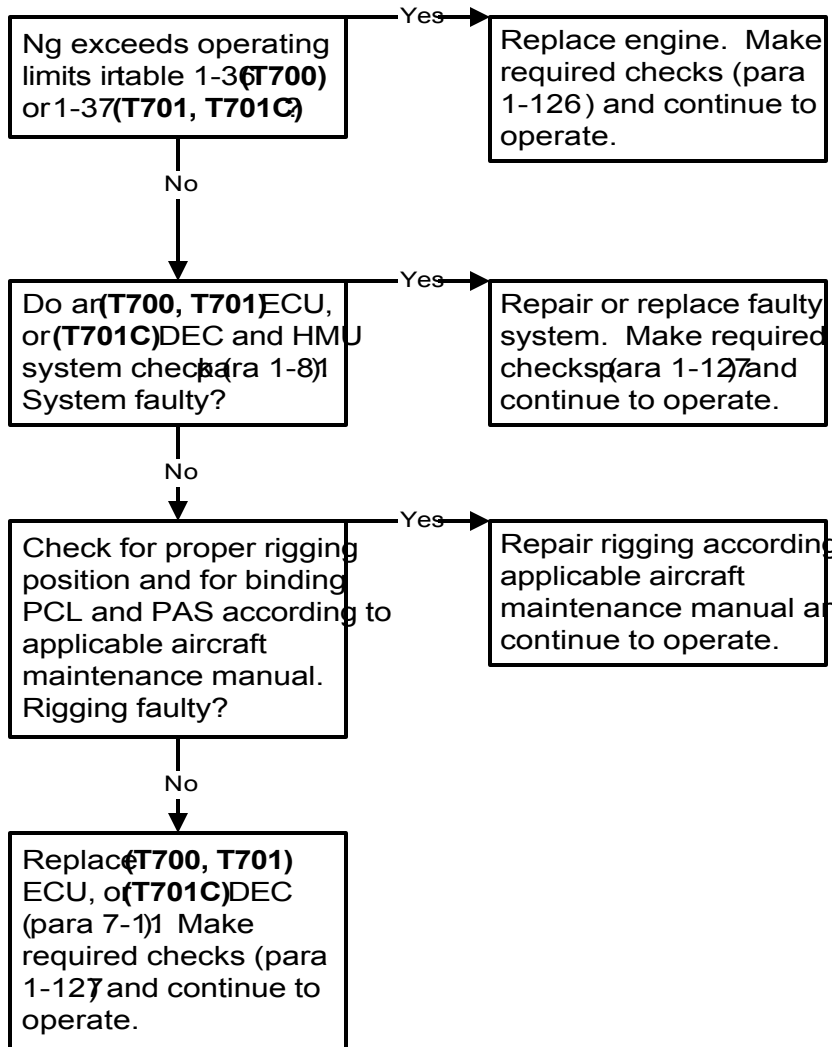 Ng exceeds operating
limits in table 1-36 (T700)
or 1-37 (T701, T701C)?
Yes
Replace engine. Make
required checks (para
1-126) and continue to
operate.
No
Do an (T700, T701) ECU,
or (T701C) DEC and HMU
system check (para 1-81).
System faulty?
Yes
Repair or replace faulty
system. Make required
checks (para 1-127) and
continue to operate.
No
Check for proper rigging
position and for binding
PCL and PAS according to
applicable aircraft
maintenance manual.
Rigging faulty?
Yes
Repair rigging according
applicable aircraft
maintenance manual an
continue to operate.
No
Replace (T700, T701)
ECU, or (T701C) DEC
(para 7-11). Make
required checks (para
1-127) and continue to
operate.